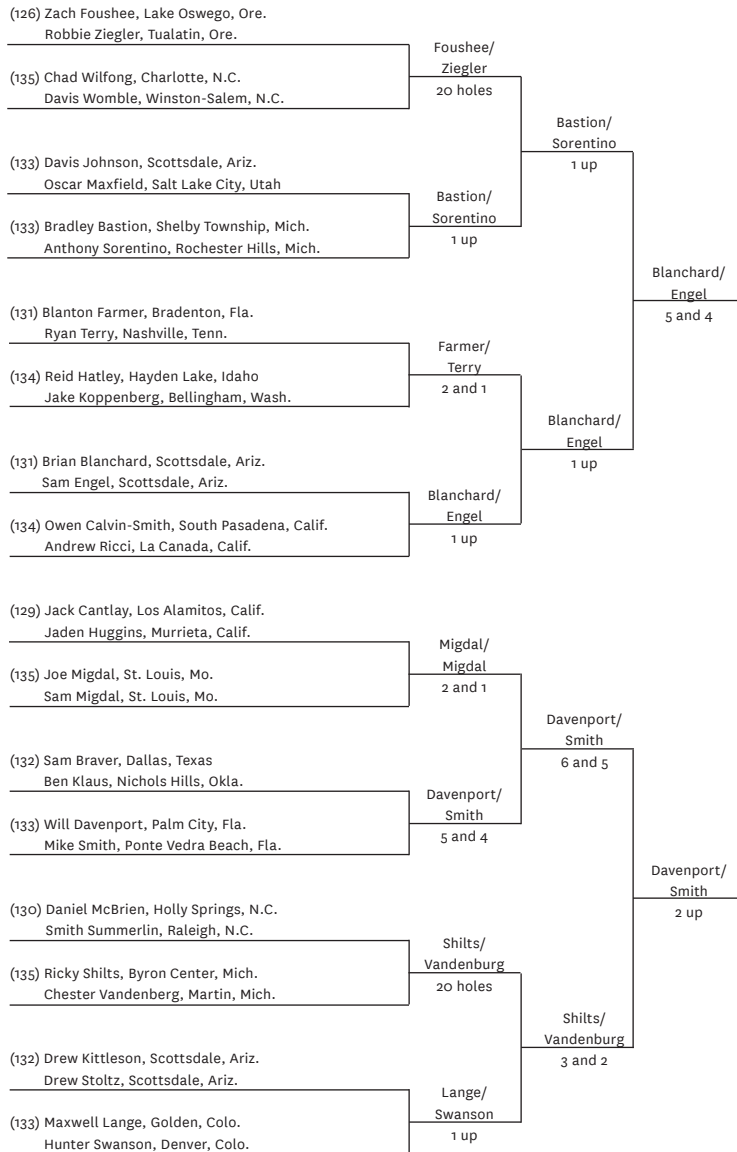 (126) Zach Foushee, Lake Oswego, Ore.
Robbie Ziegler, Tualatin, Ore.
(135) Chad Wilfong, Charlotte, N.C.
Davis Womble, Winston-Salem, N.C.
(133) Davis Johnson, Scottsdale, Ariz.
Oscar Maxfield, Salt Lake City, Utah
(133) Bradley Bastion, Shelby Township, Mich.
Anthony Sorentino, Rochester Hills, Mich.
(131) Blanton Farmer, Bradenton, Fla.
Ryan Terry, Nashville, Tenn.
(134) Reid Hatley, Hayden Lake, Idaho
Jake Koppenberg, Bellingham, Wash.
(131) Brian Blanchard, Scottsdale, Ariz.
Sam Engel, Scottsdale, Ariz.
(134) Owen Calvin-Smith, South Pasadena, Calif.
Andrew Ricci, La Canada, Calif.
(129) Jack Cantlay, Los Alamitos, Calif.
Jaden Huggins, Murrieta, Calif.
(135) Joe Migdal, St. Louis, Mo.
Sam Migdal, St. Louis, Mo.
(132) Sam Braver, Dallas, Texas
Ben Klaus, Nichols Hills, Okla.
(133) Will Davenport, Palm City, Fla.
Mike Smith, Ponte Vedra Beach, Fla.
(130) Daniel McBrien, Holly Springs, N.C.
Smith Summerlin, Raleigh, N.C.
(135) Ricky Shilts, Byron Center, Mich.
Chester Vandenberg, Martin, Mich.
(132) Drew Kittleson, Scottsdale, Ariz.
Drew Stoltz, Scottsdale, Ariz.
(133) Maxwell Lange, Golden, Colo.
Hunter Swanson, Denver, Colo.
Foushee/
Ziegler
20 holes
Bastion/
Sorentino
1 up
Farmer/
Terry
2 and 1
Blanchard/
Engel
1 up
Migdal/
Migdal
2 and 1
Davenport/
Smith
5 and 4
Shilts/
Vandenburg
20 holes
Lange/
Swanson
1 up
Bastion/
Sorentino
1 up
Blanchard/
Engel
1 up
Davenport/
Smith
6 and 5
Shilts/
Vandenburg
3 and 2
Blanchard/
Engel
5 and 4
Davenport/
Smith
2 up